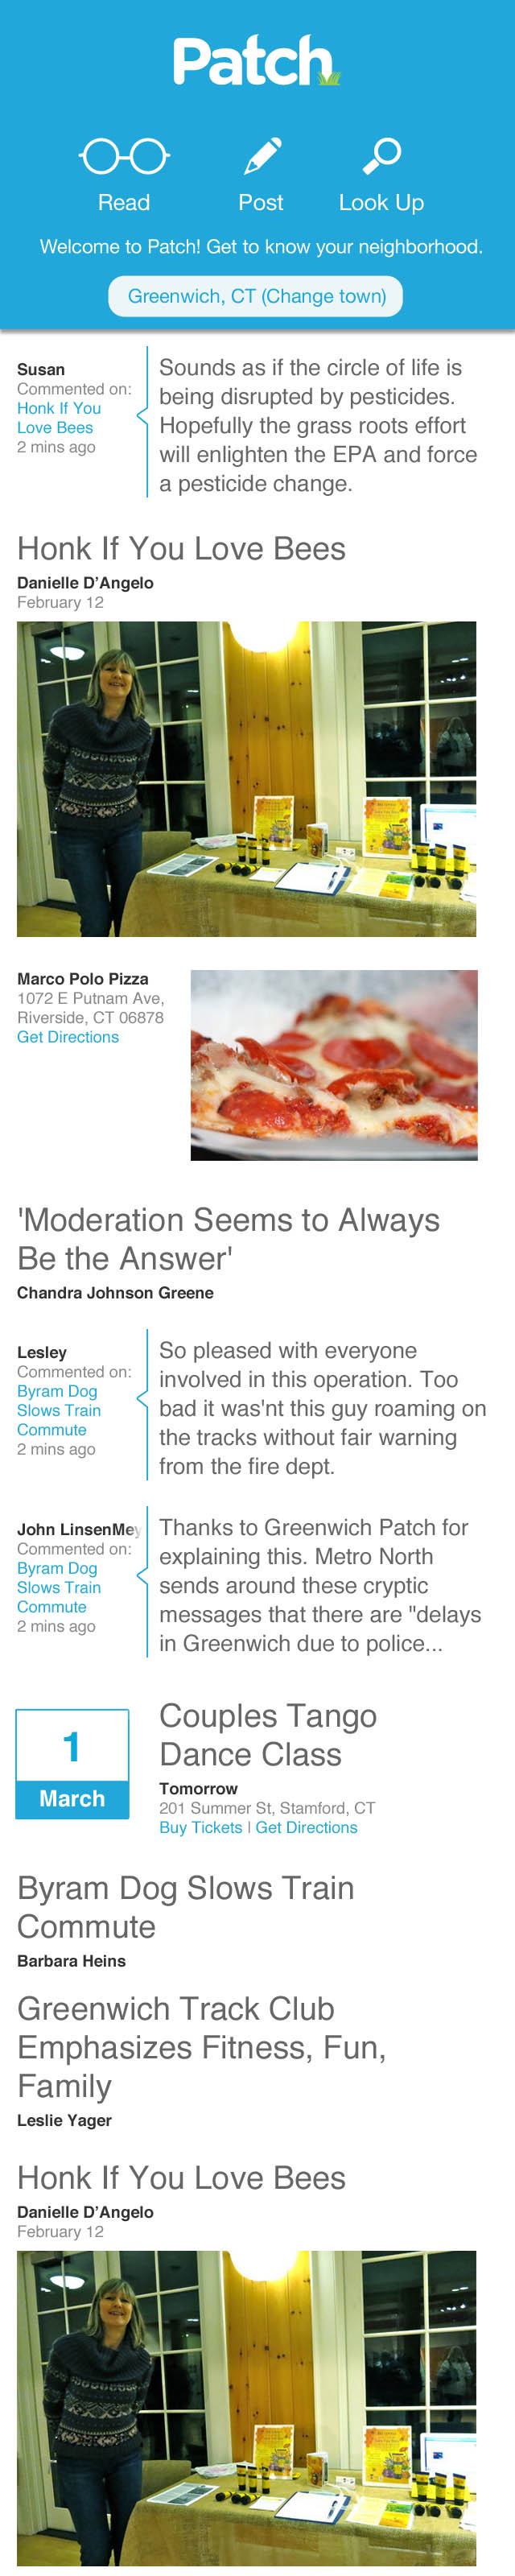 Patch
Read
Post
Look Up
Welcome to Patch! Get to know your neighborhood.
Greenwich, CT (Change town)
Susan
Commented on:
Honk If You
Love Bees
2 mins ago
Sounds as if the circle of life is
being disrupted by pesticides.
Hopefully the grass roots effort
will enlighten the EPA and force
a pesticide change.
Honk If You Love Bees
Danielle D'Angelo
February 12
Marco Polo Pizza
1072 E Putnam Ave,
Riverside, CT 06878
Get Directions
'Moderation Seems to Always
Be the Answer'
Chandra Johnson Greene
Lesley
Commented on:
Byram Dog
Slows Train
Commute
2 mins ago
So pleased with everyone
involved in this operation. Too
bad it was'nt this guy roaming on
the tracks without fair warning
from the fire dept.
John LinsenMey
Commented on:
Byram Dog
Slows Train
Commute
2 mins ago
Thanks to Greenwich Patch for
explaining this. Metro North
sends around these cryptic
messages that there are "delays
in Greenwich due to police...
1
March
Couples Tango
Dance Class
Tomorrow
201 Summer St, Stamford, CT
Buy Tickets | Get Directions
Byram Dog Slows Train
Commute
Barbara Heins
Greenwich Track Club
Emphasizes Fitness, Fun,
Family
Leslie Yager
Honk If You Love Bees
Danielle D'Angelo
February 12